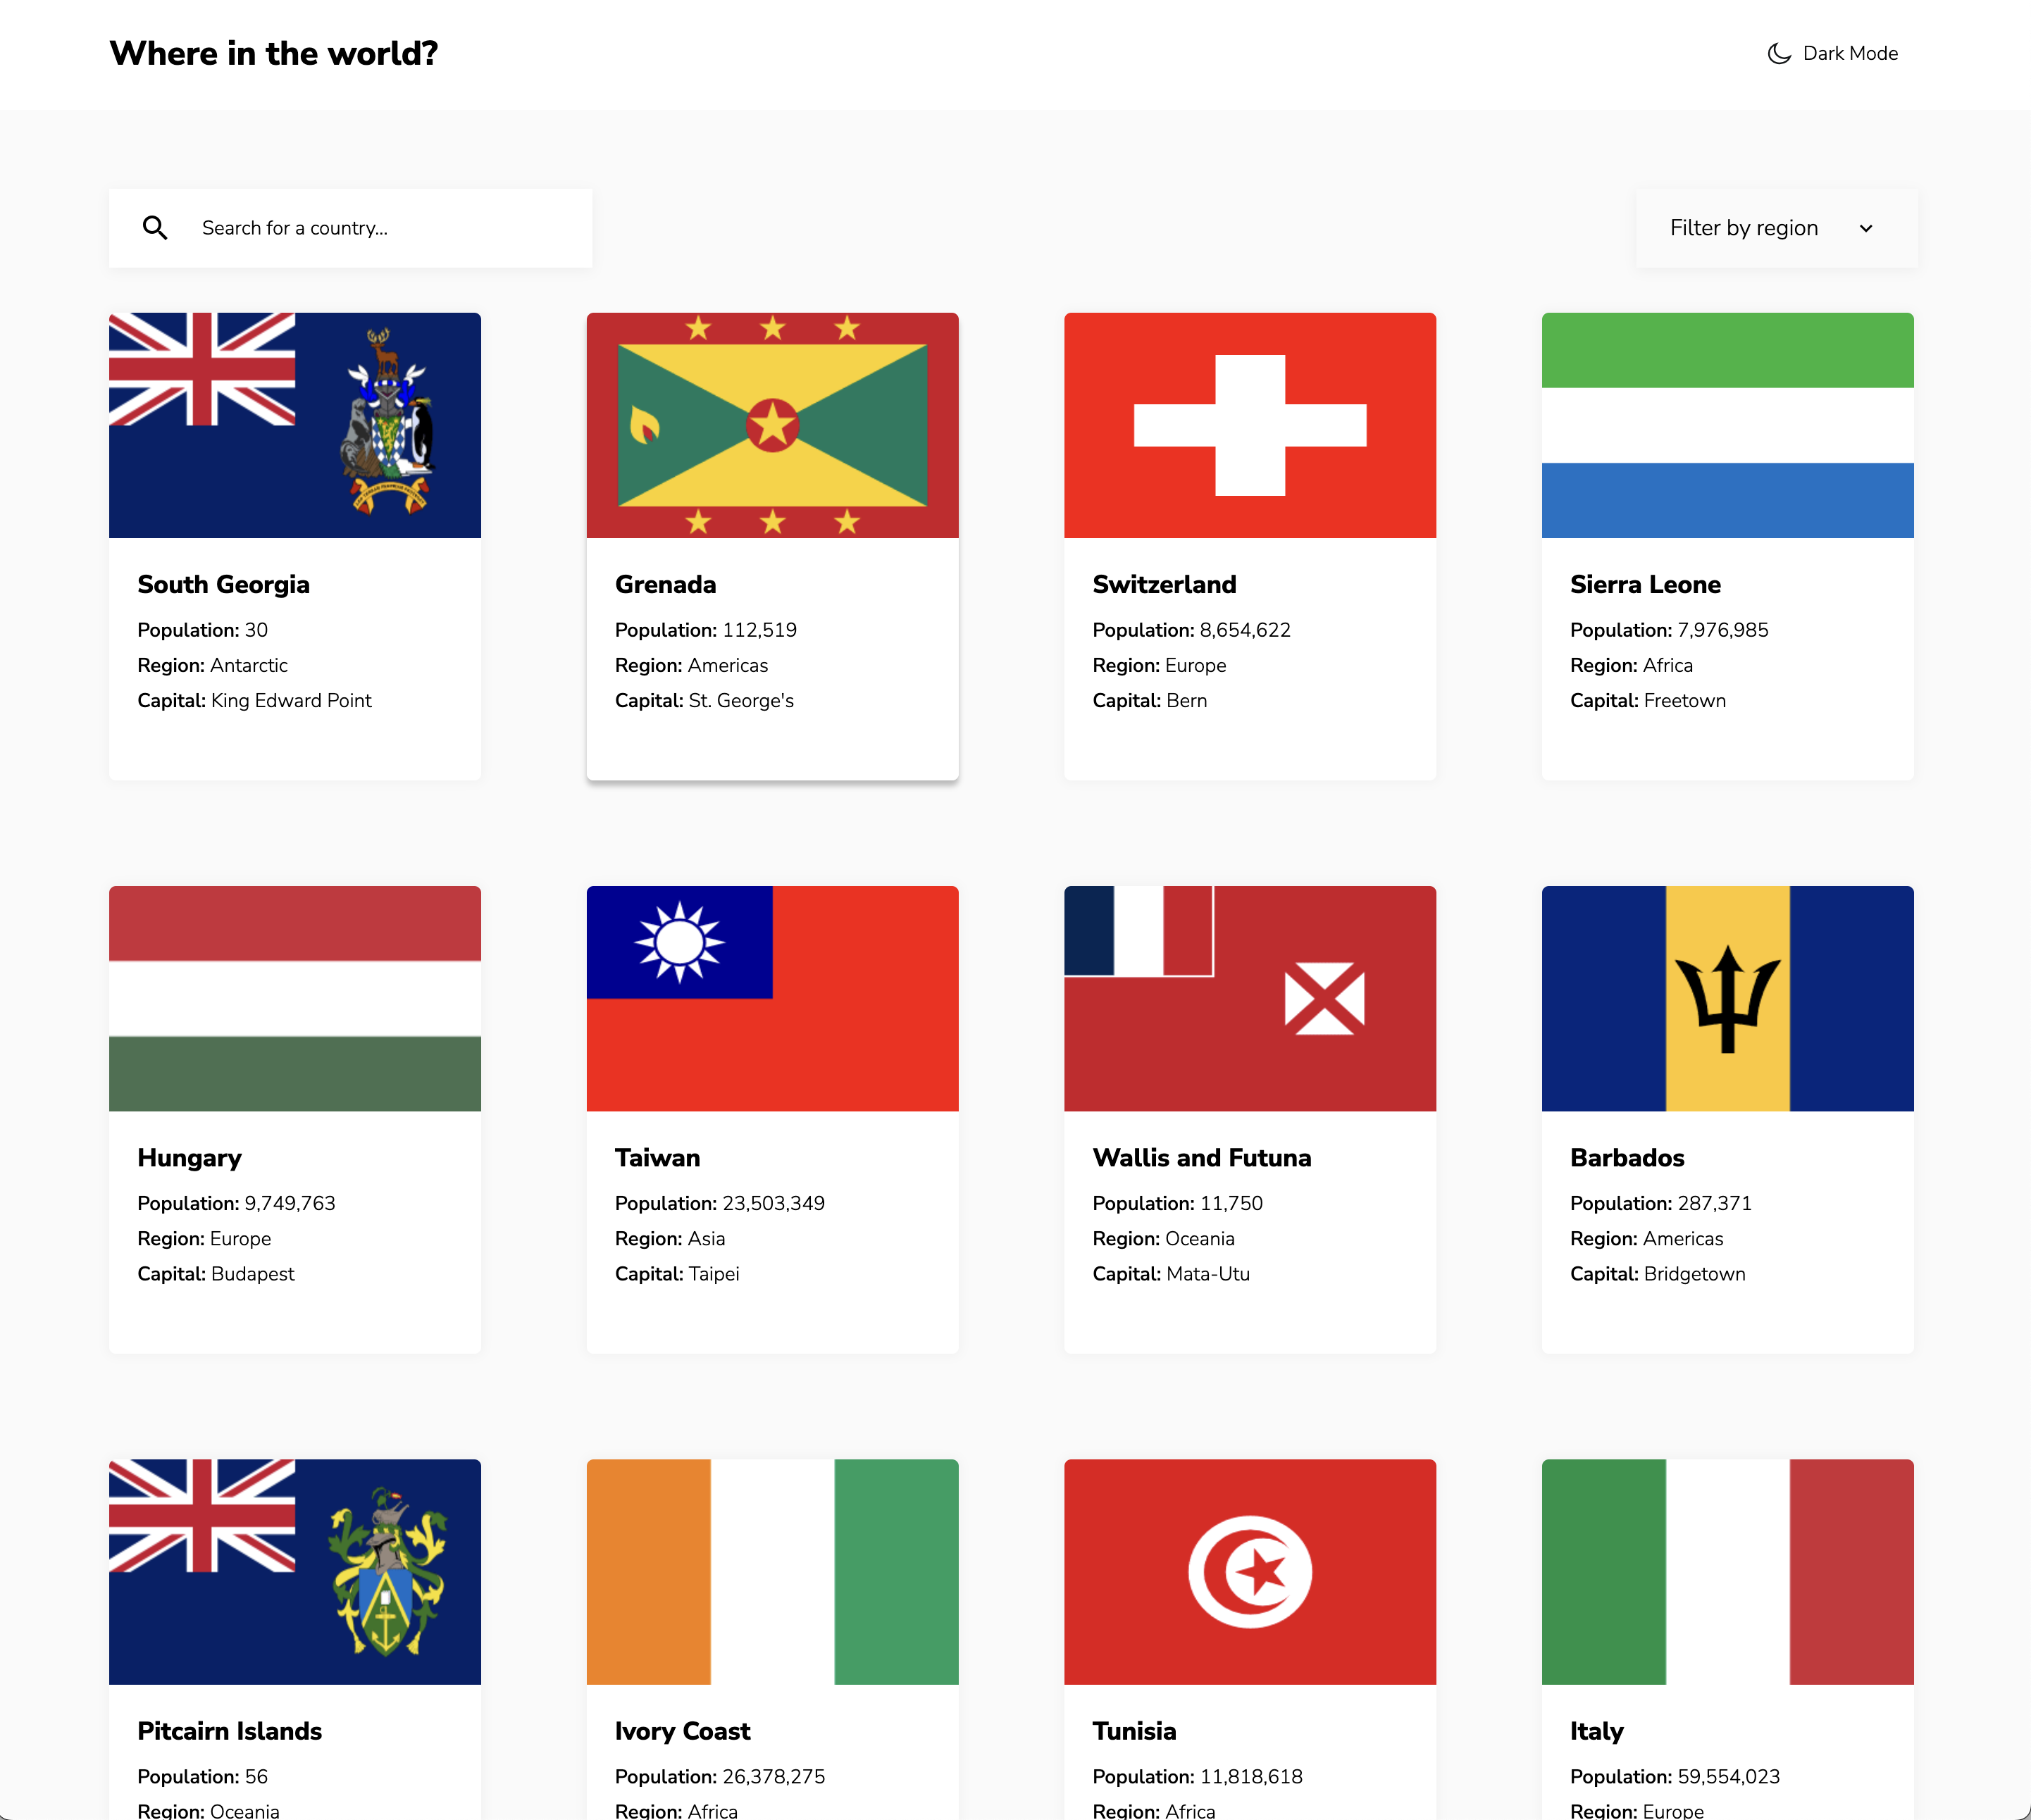 Where in the world?
Dark Mode
Search for a country...
Filter by region
South Georgia
Population: 30
Region: Antarctic
Capital: King Edward Point
Grenada
Population: 112,519
Region: Americas
Capital: St. George's
Switzerland
Population: 8,654,622
Region: Europe
Capital: Bern
Sierra Leone
Population: 7,976,985
Region: Africa
Capital: Freetown
Hungary
Population: 9,749,763
Region: Europe
Capital: Budapest
Taiwan
Population: 23,503,349
Region: Asia
Capital: Taipei
Wallis and Futuna
Population: 11,750
Region: Oceania
Capital: Mata-Utu
Barbados
Population: 287,371
Region: Americas
Capital: Bridgetown
Pitcairn Islands
Population: 56
Region: Oceania
Ivory Coast
Population: 26,378,275
Region: Africa
Tunisia
Population: 11,818,618
Region: Africa
Italy
Population: 59,554,023
Region: Europe